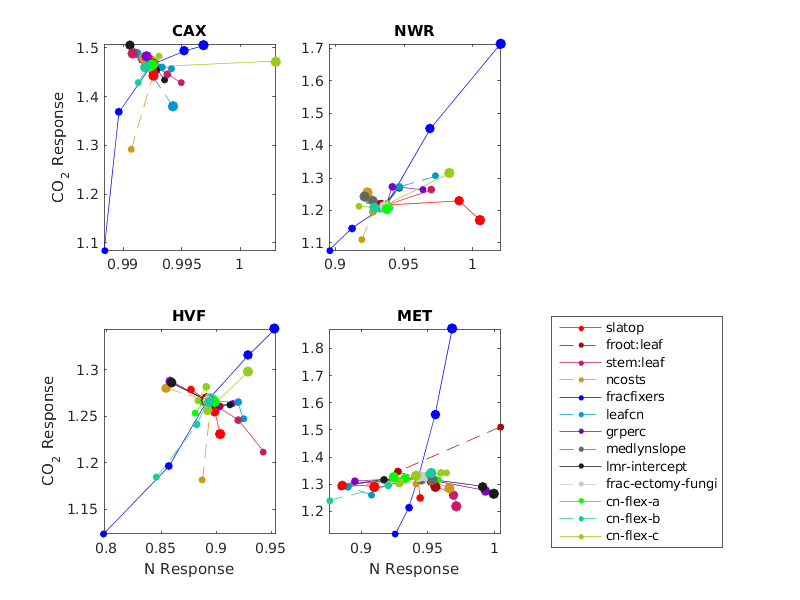 CAX
NWR
1.5
1.4
1.3
1.2
1.1
CO2 Response
0.99
0.995
1
1.7
1.6
1.5
1.4
1.3
1.2
1.1
0.9
0.95
1
HVF
MET
1.3
1.25
1.2
1.15
CO2 Response
0.8
0.85
0.9
0.95
N Response
1.8
1.7
1.6
1.5
1.4
1.3
1.2
0.9
0.95
1
N Response
slatop
froot:leaf
stem:leaf
ncosts
fracfixers
leafcn
grperc
medlynslope
lmr-intercept
frac-ectomy-fungi
cn-flex-a
cn-flex-b
cn-flex-c